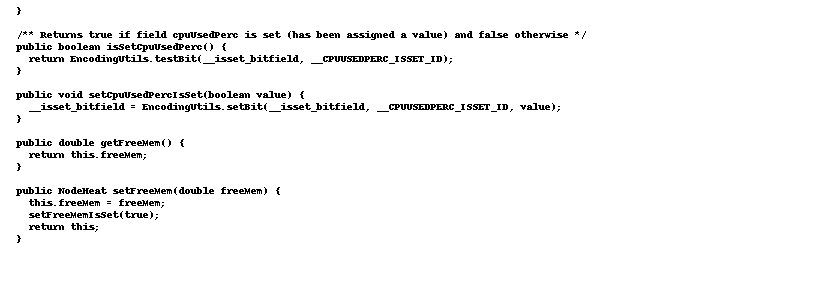 }
/** Returns true if field cpuUsedPerc is set (has been assigned a value) and false otherwise */
public boolean isSetCpuUsedPerc() {
return EncodingUtils.testBit(__isset_bitfield, __CPUUSEDPERC_ISSET_ID);
}
public void setCpuUsedPercIsSet(boolean value) {
__isset_bitfield = EncodingUtils.setBit(__isset_bitfield, __CPUUSEDPERC_ISSET_ID, value);
}
public double getFreeMem() {
return this.freeMem;
}
public NodeHeat setFreeMem(double freeMem) {
this.freeMem = freeMem;
setFreeMemIsSet(true);
return this;
}